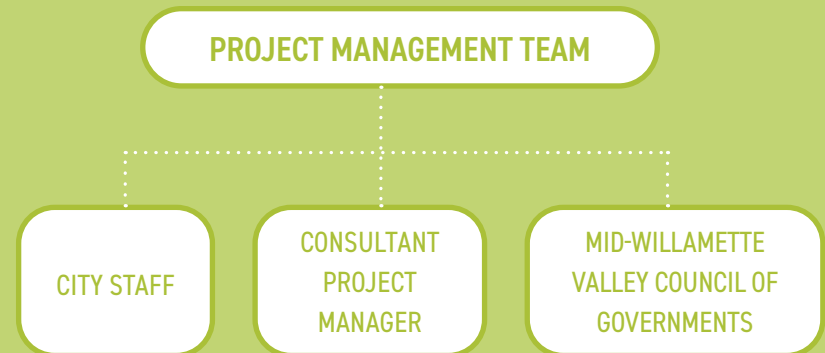 PROJECT MANAGEMENT TEAM
CITY STAFF
CONSULTANT
PROJECT
MANAGER
MID-WILLAMETTE
VALLEY COUNCIL OF
GOVERNMENTS